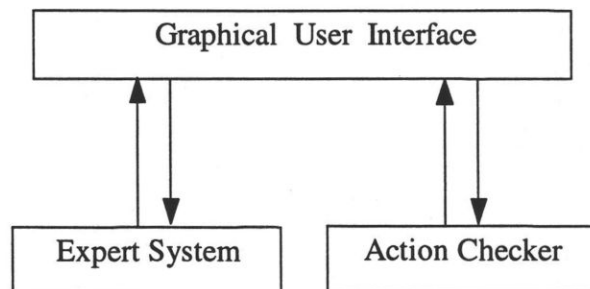 Graphical User Interface
Expert System
Action Checker